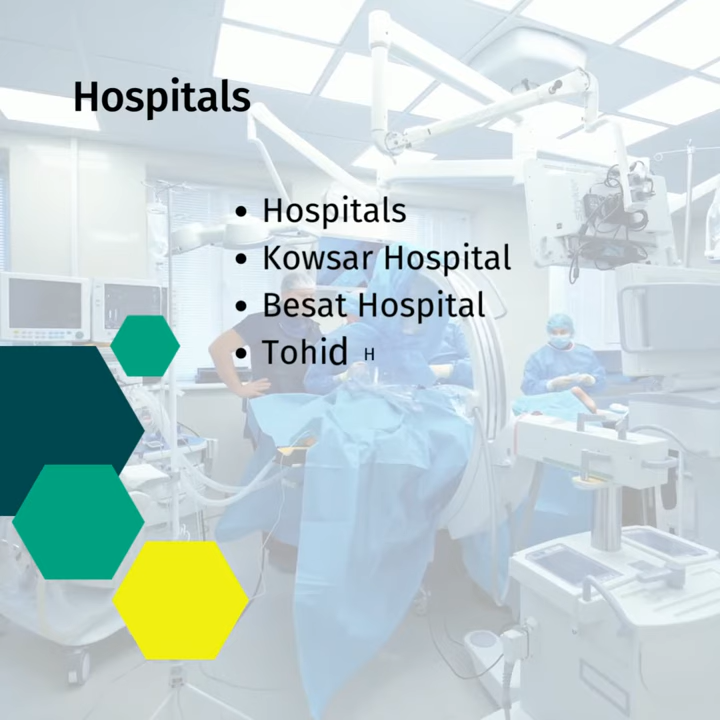 Hospitals
• Hospitals
• Kowsar Hospital
• Besat Hospital
• Tohid H